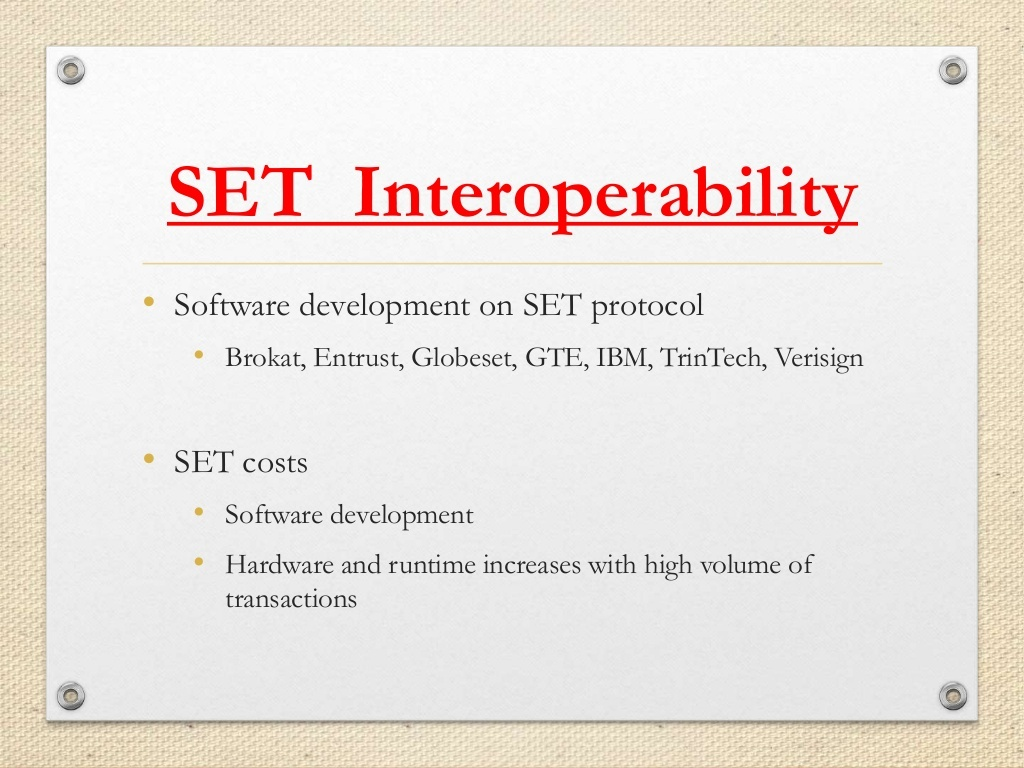 SET Interoperability
• Software development on SET protocol
• Brokat, Entrust, Globeset, GTE, IBM, TrinTech, Verisign
• SET costs
• Software development
• Hardware and runtime increases with high volume of
transactions